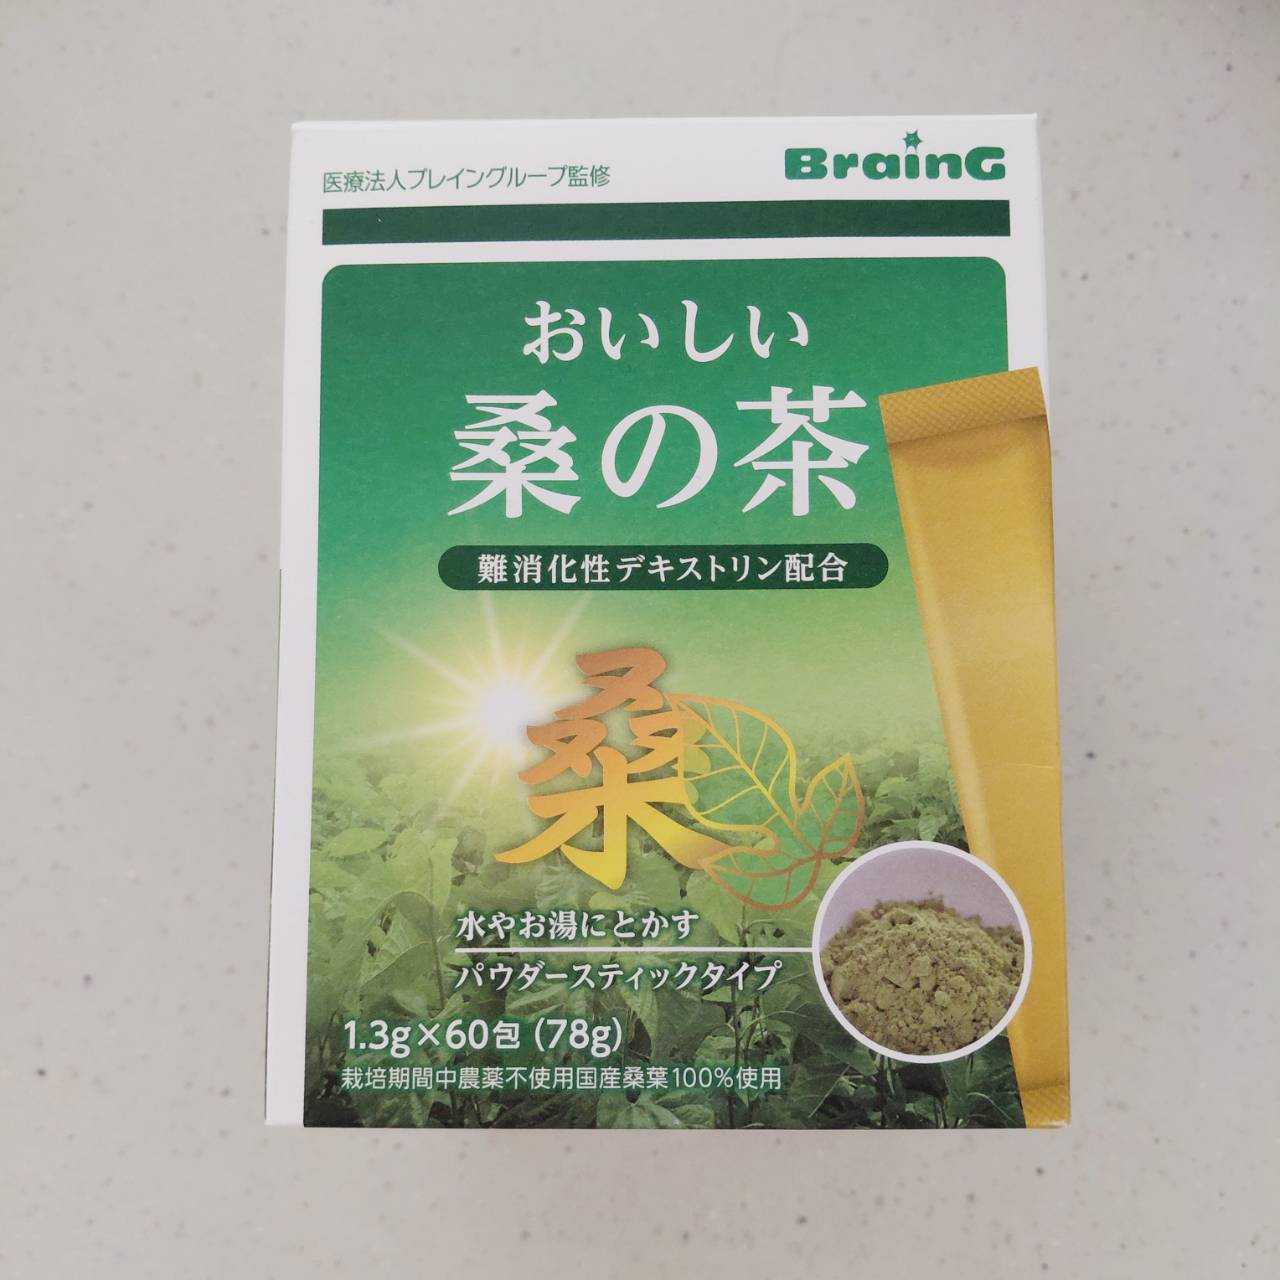 医療法人ブレイングループ監修
BrainG
おいしい
桑の茶
難消化性デキストリン配合
桑
水やお湯にとかす
パウダースティックタイプ
1.3g×60包(78g)
栽培期間中農薬不使用国産桑葉100%使用